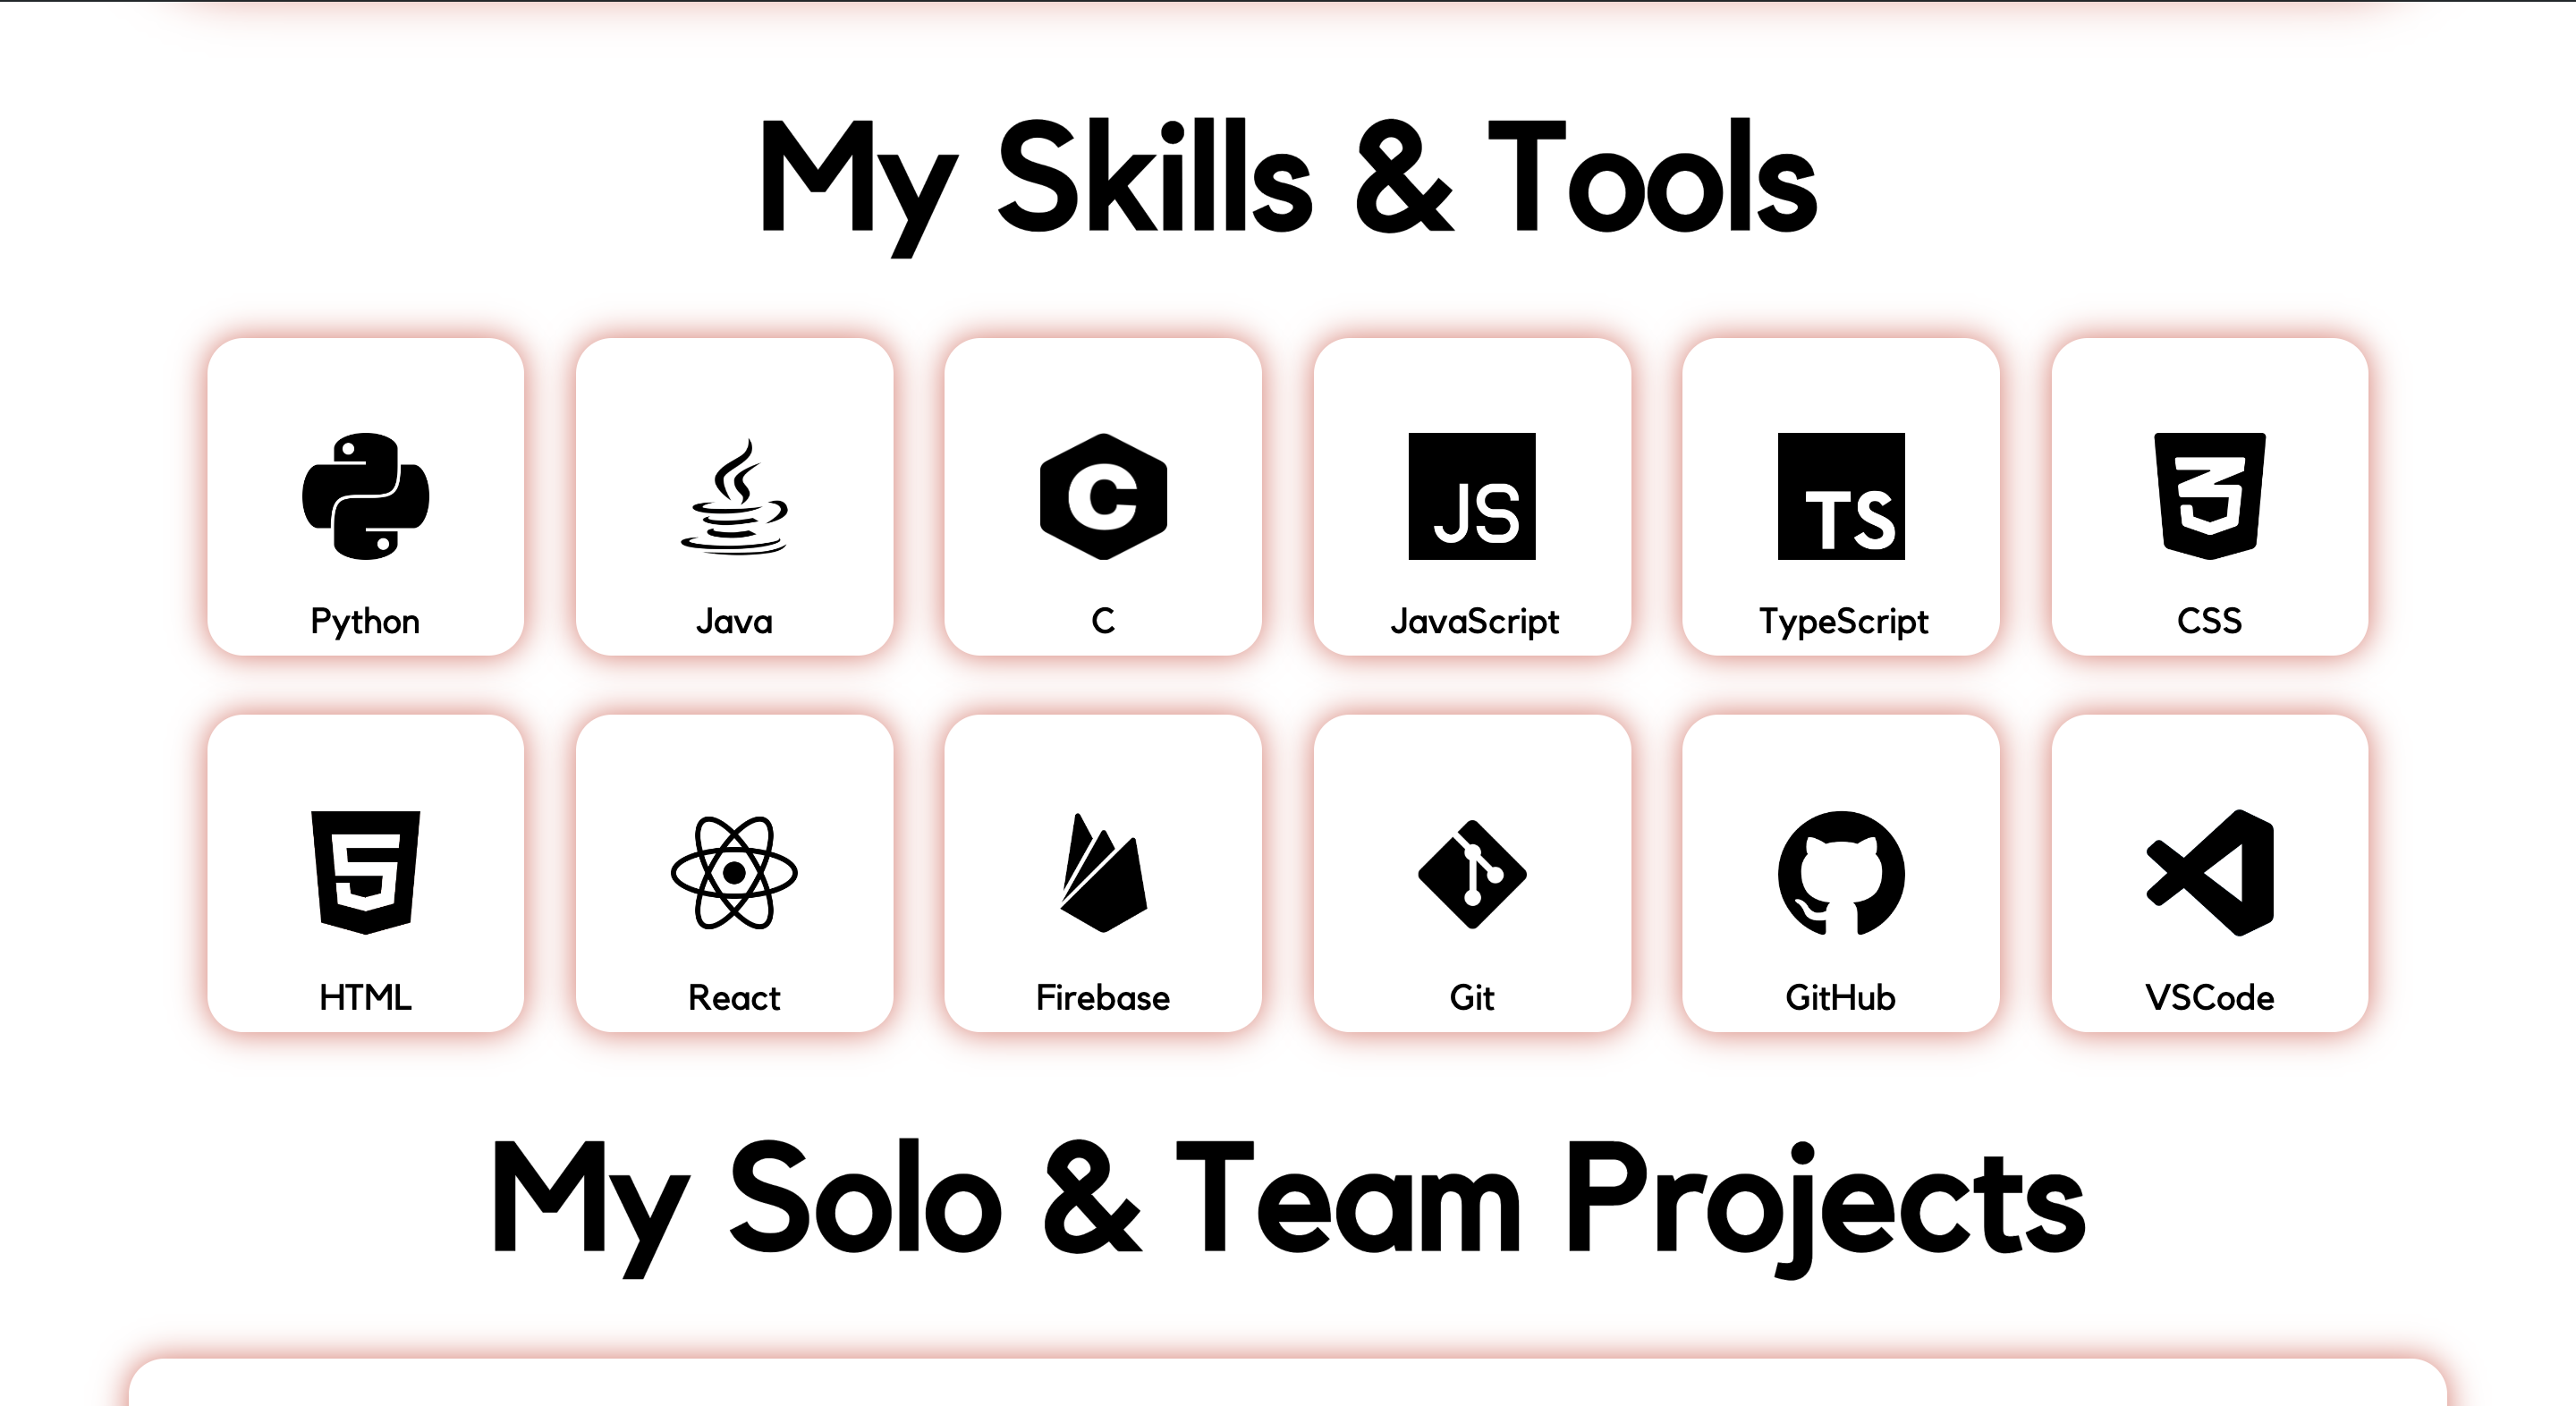 My Skills & Tools
C
JS
TS
Python
Java
C
JavaScript
TypeScript
CSS
HTML
React
Firebase
Git
GitHub
VSCode
My Solo & Team Projects